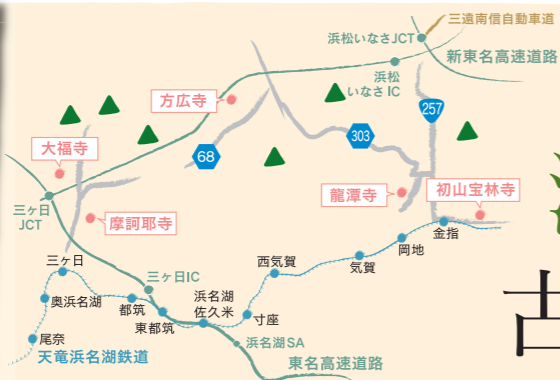 三遠南信自動車道
浜松いなさJCT
新東名高速道路
浜松
いなさIC
方広寺
257
303
68
大福寺
龍潭寺
初山宝林寺
三ヶ日
JCT
摩訶耶寺
金指
岡地
気賀
西気賀
三ヶ日
三ヶ日IC
奥浜名湖
都筑
東都筑
浜名湖
佐久米
寸座
尾奈
浜名湖SA
天竜浜名湖鉄道
東名高速道路
古